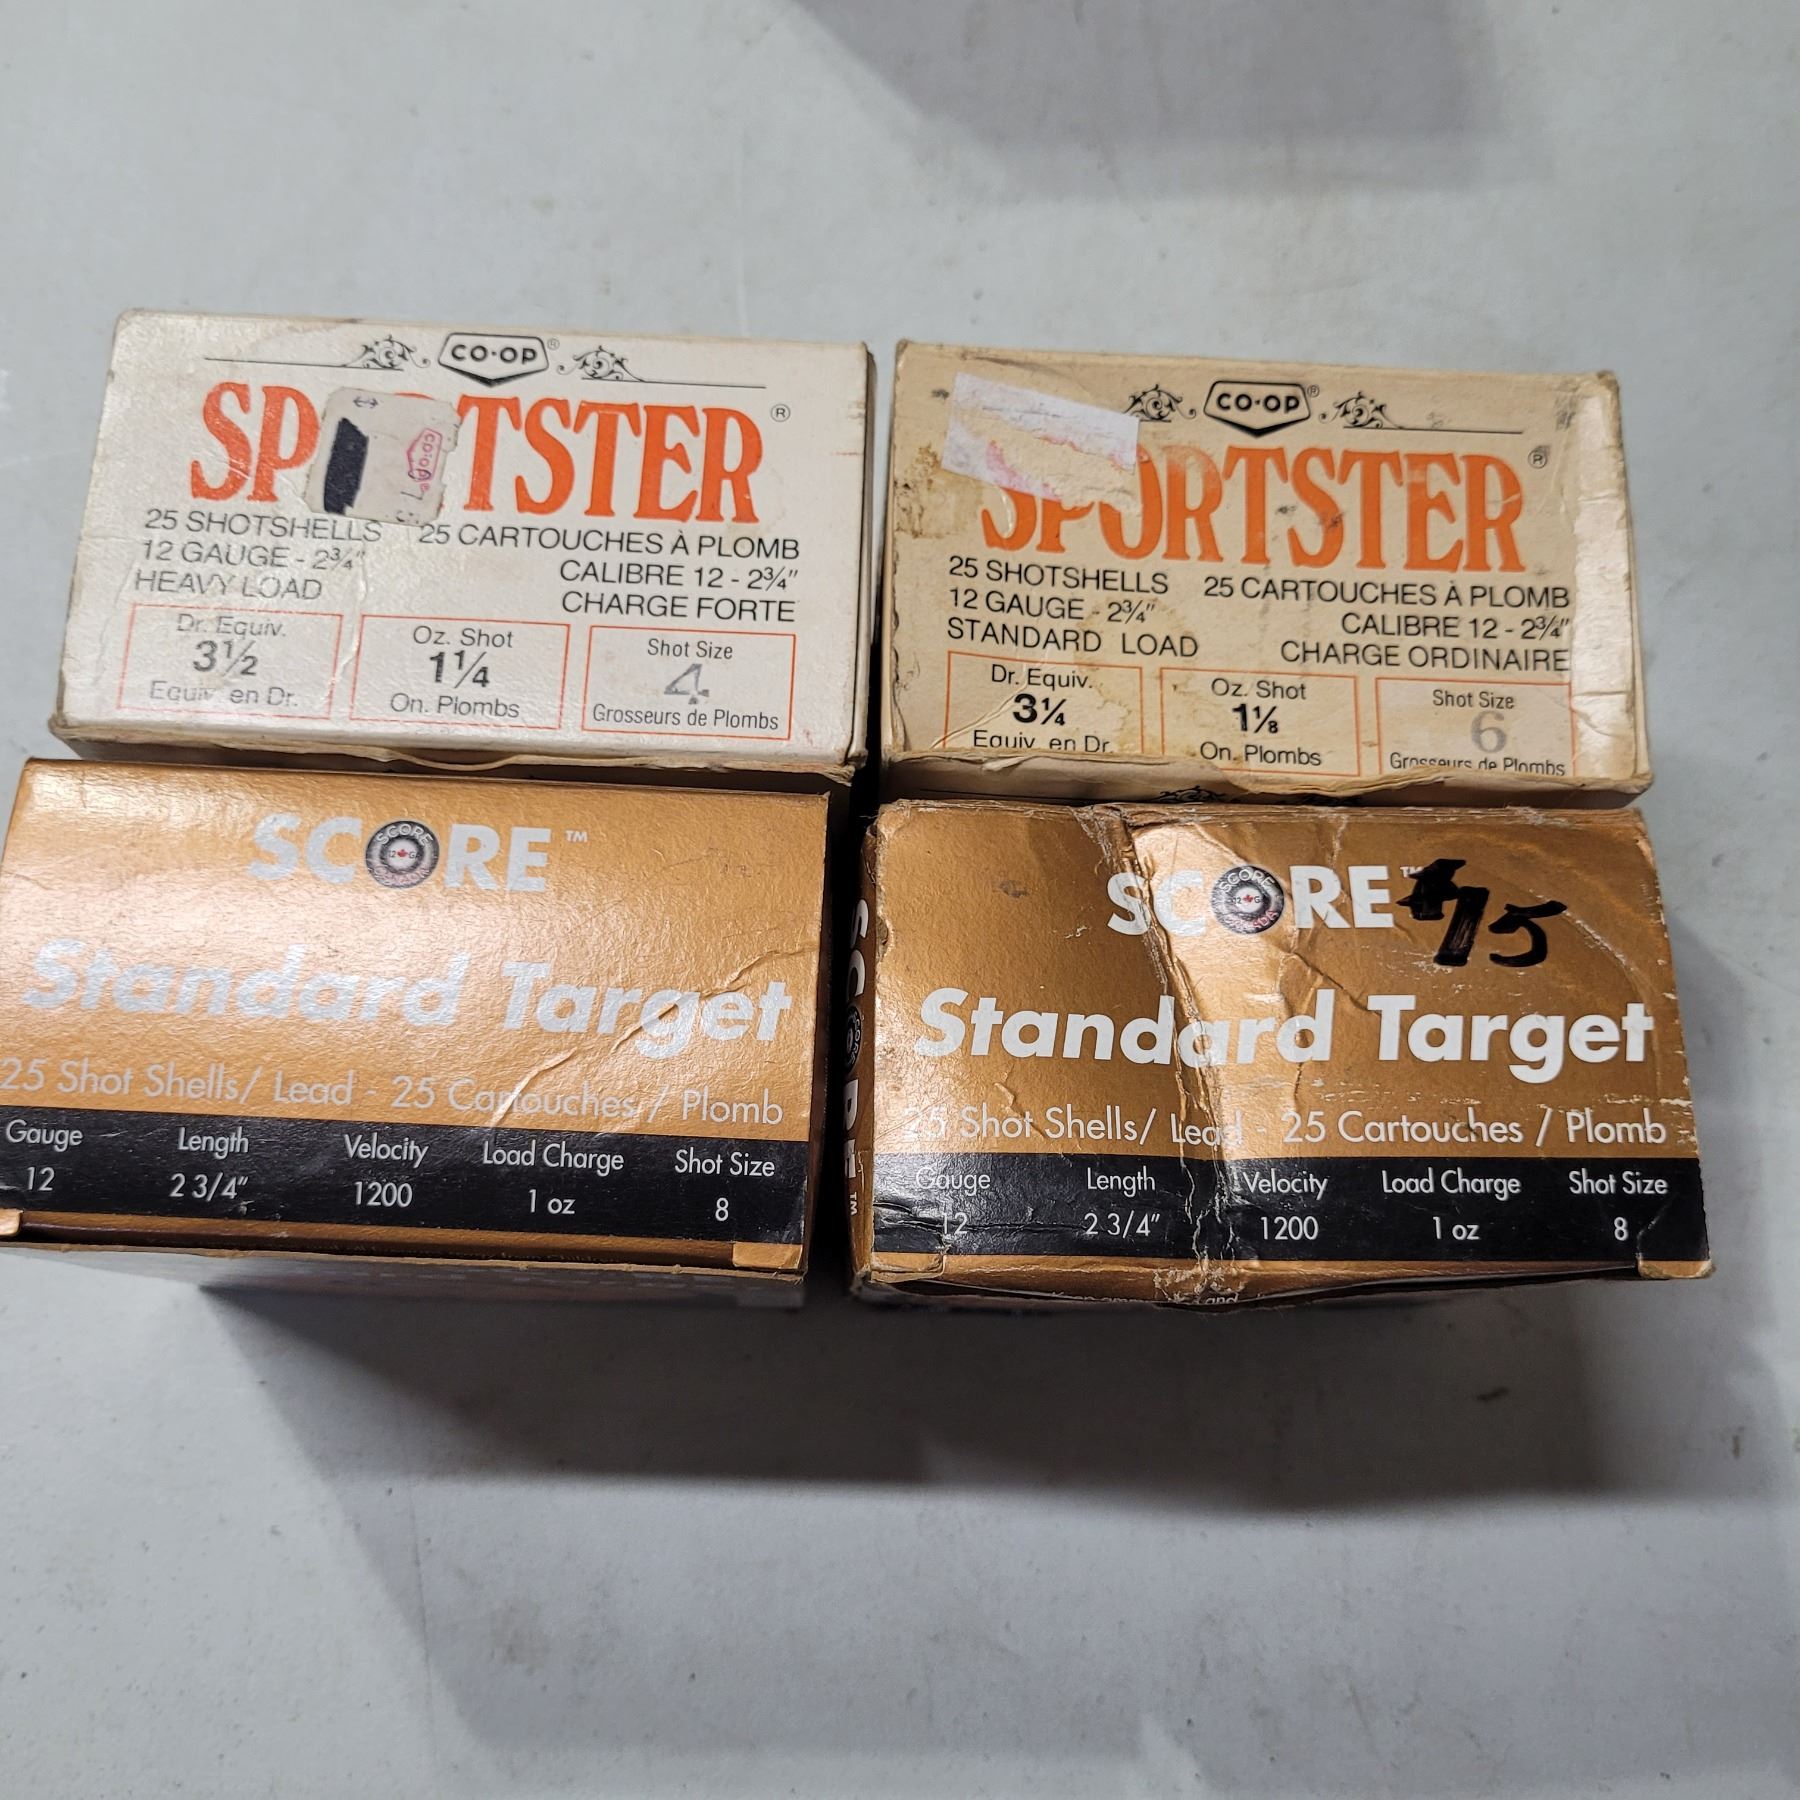 CO-OP®
SPORTSTER®
CO-OP
25 SHOTSHELLS 25 CARTOUCHES À PLOMB
12 GAUGE - 2¾" CALIBRE 12 - 2¾"
HEAVY LOAD CHARGE FORTE
Dr. Equiv. Oz. Shot Shot Size
3½ 1¼ 4
Equiv. en Dr. On. Plombs Grosseurs de Plombs
CO-OP®
SPORTSTER®
25 SHOTSHELLS 25 CARTOUCHES À PLOMB
12 GAUGE - 2¾" CALIBRE 12 - 2¾"
STANDARD LOAD CHARGE ORDINAIRE
Dr. Equiv. Oz. Shot Shot Size
3¼ 1⅛ 6
Equiv. en Dr. On. Plombs Grosseurs de Plombs
SCORE™
Standard Target
25 Shot Shells/ Lead - 25 Cartouches / Plomb
Gauge Length Velocity Load Charge Shot Size
12 2 3/4" 1200 1 oz 8
SCORE™
$75
Standard Target
25 Shot Shells/ Lead - 25 Cartouches / Plomb
Gauge Length Velocity Load Charge Shot Size
12 2 3/4" 1200 1 oz 8
SCORE™